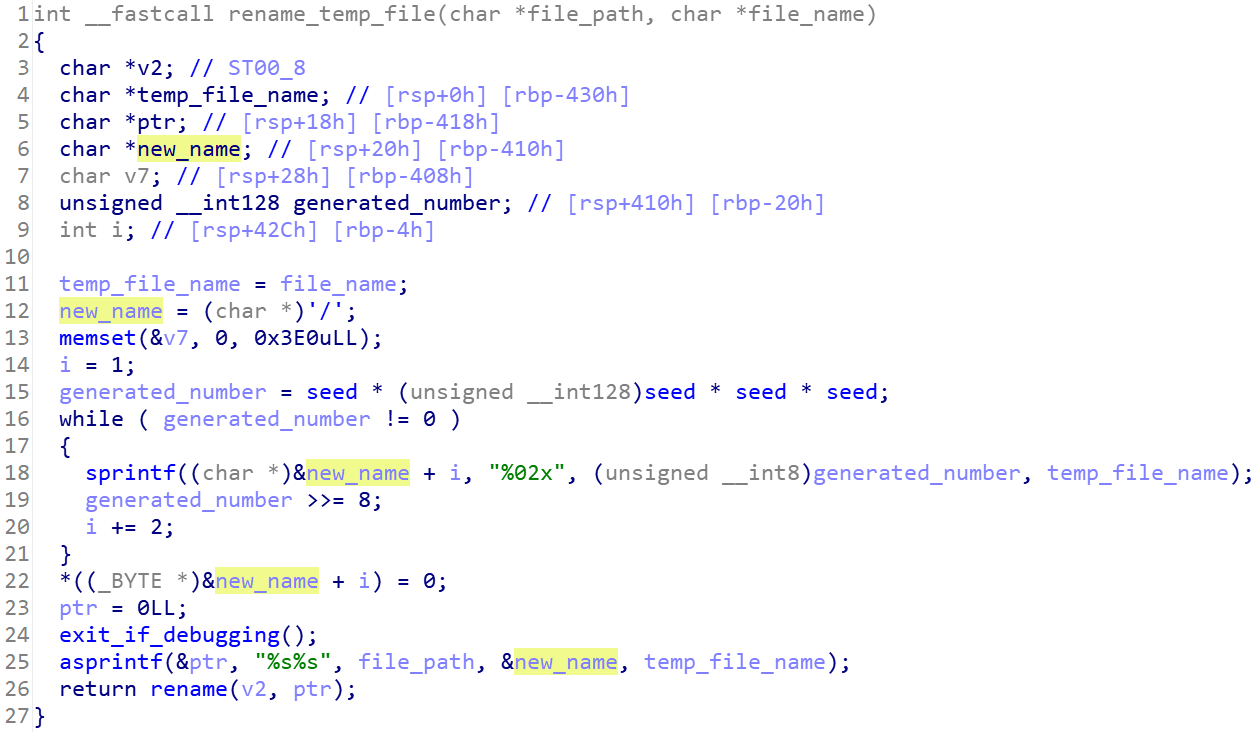 1 int __fastcall rename_temp_file(char *file_path, char *file_name)
2 {
3   char *v2; // ST00_8
4   char *temp_file_name; // [rsp+0h] [rbp-430h]
5   char *ptr; // [rsp+18h] [rbp-418h]
6   char *new_name; // [rsp+20h] [rbp-410h]
7   char v7; // [rsp+28h] [rbp-408h]
8   unsigned __int128 generated_number; // [rsp+410h] [rbp-20h]
9   int i; // [rsp+42Ch] [rbp-4h]
10
11   temp_file_name = file_name;
12   new_name = (char *)'/';
13   memset(&v7, 0, 0x3E0uLL);
14   i = 1;
15   generated_number = seed * (unsigned __int128)seed * seed * seed;
16   while ( generated_number != 0 )
17   {
18     sprintf((char *)&new_name + i, "%02x", (unsigned __int8)generated_number, temp_file_name);
19     generated_number >>= 8;
20     i += 2;
21   }
22   *((_BYTE *)&new_name + i) = 0;
23   ptr = 0LL;
24   exit_if_debugging();
25   asprintf(&ptr, "%s%s", file_path, &new_name, temp_file_name);
26   return rename(v2, ptr);
27 }